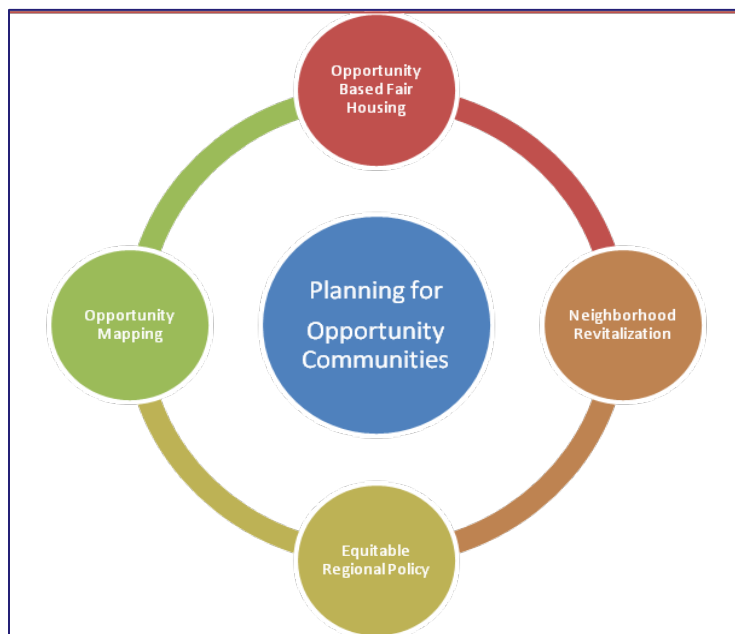 Opportunity
Based Fair
Housing
Opportunity
Mapping
Planning for
Opportunity
Communities
Neighborhood
Revitalization
Equitable
Regional Policy